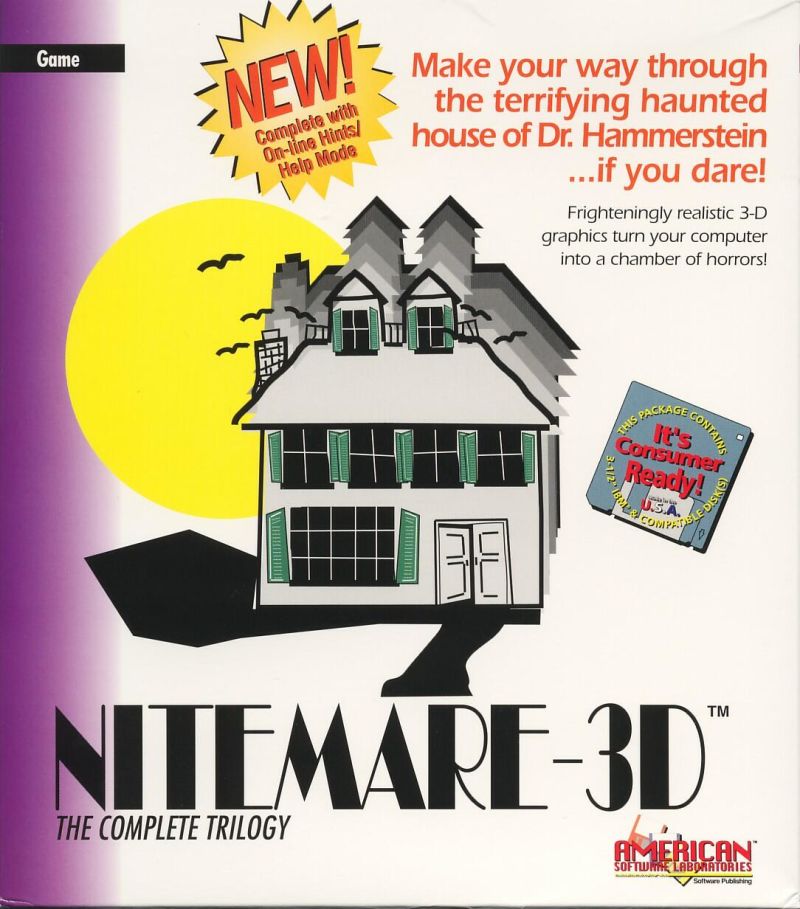 Game
NEW!
Complete with
On-line Hints/
Help Mode
Make your way through
the terrifying haunted
house of Dr. Hammerstein
...if you dare!
Frighteningly realistic 3-D
graphics turn your computer
into a chamber of horrors!
THIS PACKAGE CONTAINS
It's
Consumer
Ready!
U.S.A.
3-1/2" IBM & COMPATIBLE DISK(S)
NITEMARE-3D™
THE COMPLETE TRILOGY
AMERICAN™
SOFTWARE LABORATORIES
Software Publishing